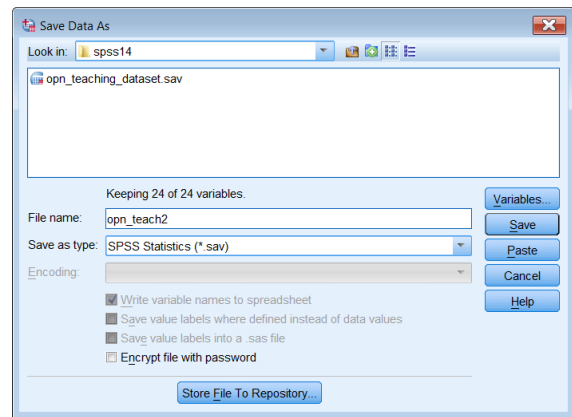 Save Data As
Look in: spss14
opn_teaching_dataset.sav
Keeping 24 of 24 variables.
Variables...
File name: opn_teach2
Save
Save as type: SPSS Statistics (*.sav)
Paste
Encoding:
Cancel
Write variable names to spreadsheet
Help
Save value labels where defined instead of data values
Save value labels into a .sas file
Encrypt file with password
Store File To Repository...